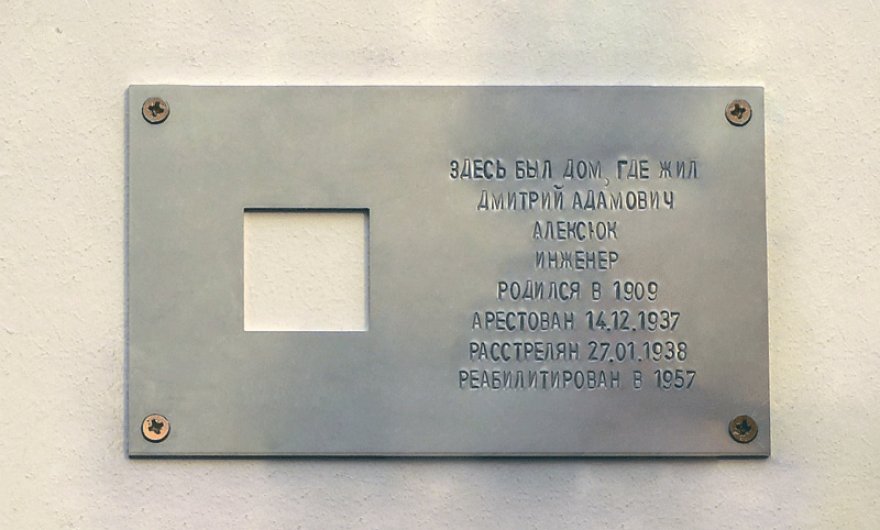 ЗДЕСЬ БЫЛ ДОМ, ГДЕ ЖИЛ
ДМИТРИЙ АДАМОВИЧ
АЛЕКСЮК
ИНЖЕНЕР
РОДИЛСЯ В 1909
АРЕСТОВАН 14.12.1937
РАССТРЕЛЯН 27.01.1938
РЕАБИЛИТИРОВАН В 1957